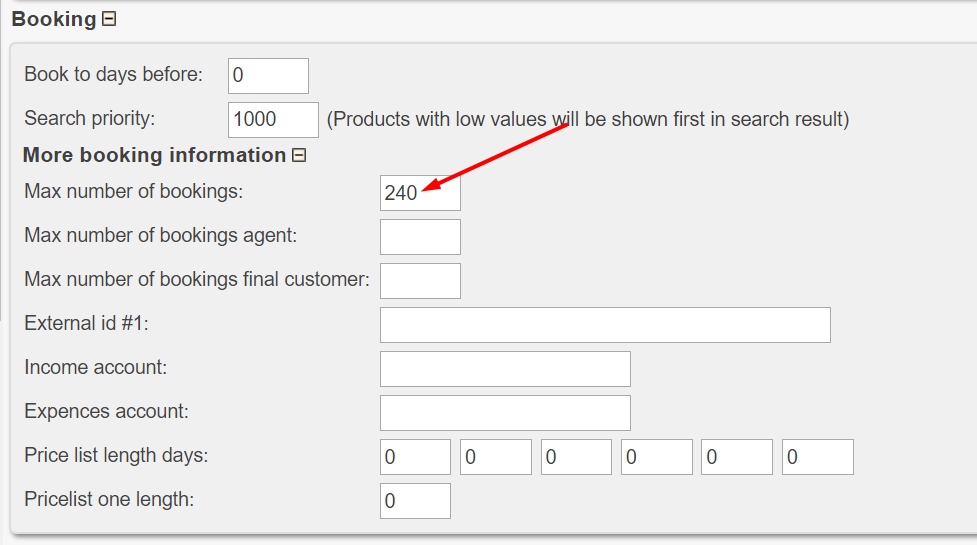 Booking
Book to days before: 0
Search priority: 1000 (Products with low values will be shown first in search result)
More booking information
Max number of bookings: 240
Max number of bookings agent:
Max number of bookings final customer:
External id #1:
Income account:
Expences account:
Price list length days: 0 0 0 0 0 0
Pricelist one length: 0